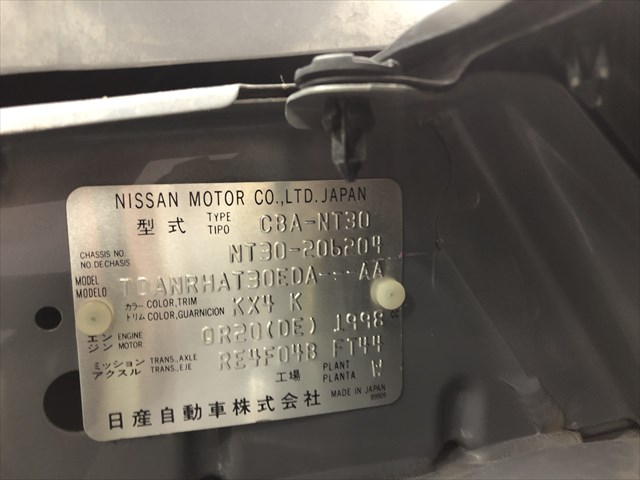 NISSAN MOTOR CO.,LTD. JAPAN
型式 TYPE TIPO CBA-NT30
CHASSIS NO. NO. DE CHASIS NT30-206204
MODEL MODELO TDANRHAT30EDA---AA
カラー トリム COLOR,TRIM COLOR,GUARNICION KX4 K
エンジン ENGINE MOTOR QR20(DE) 1998 cc
ミッション アクスル TRANS.,AXLE TRANS.,EJE RE4F04B FT44
工場 PLANT PLANTA W
日産自動車株式会社 MADE IN JAPAN